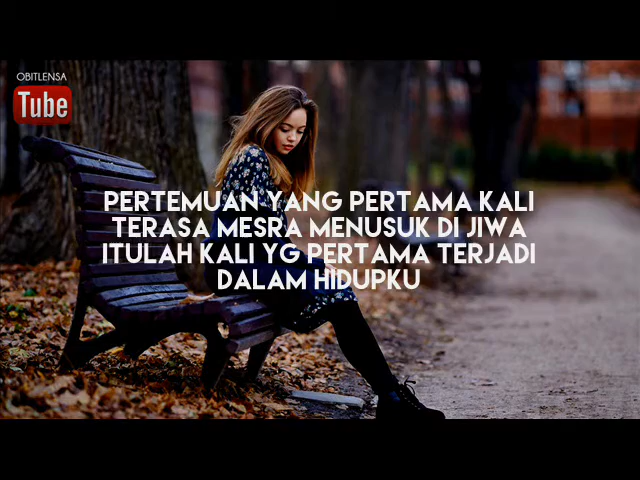 OBITLENSA
Tube
PERTEMUAN YANG PERTAMA KALI
TERASA MESRA MENUSUK DI JIWA
ITULAH KALI YG PERTAMA TERJADI
DALAM HIDUPKU